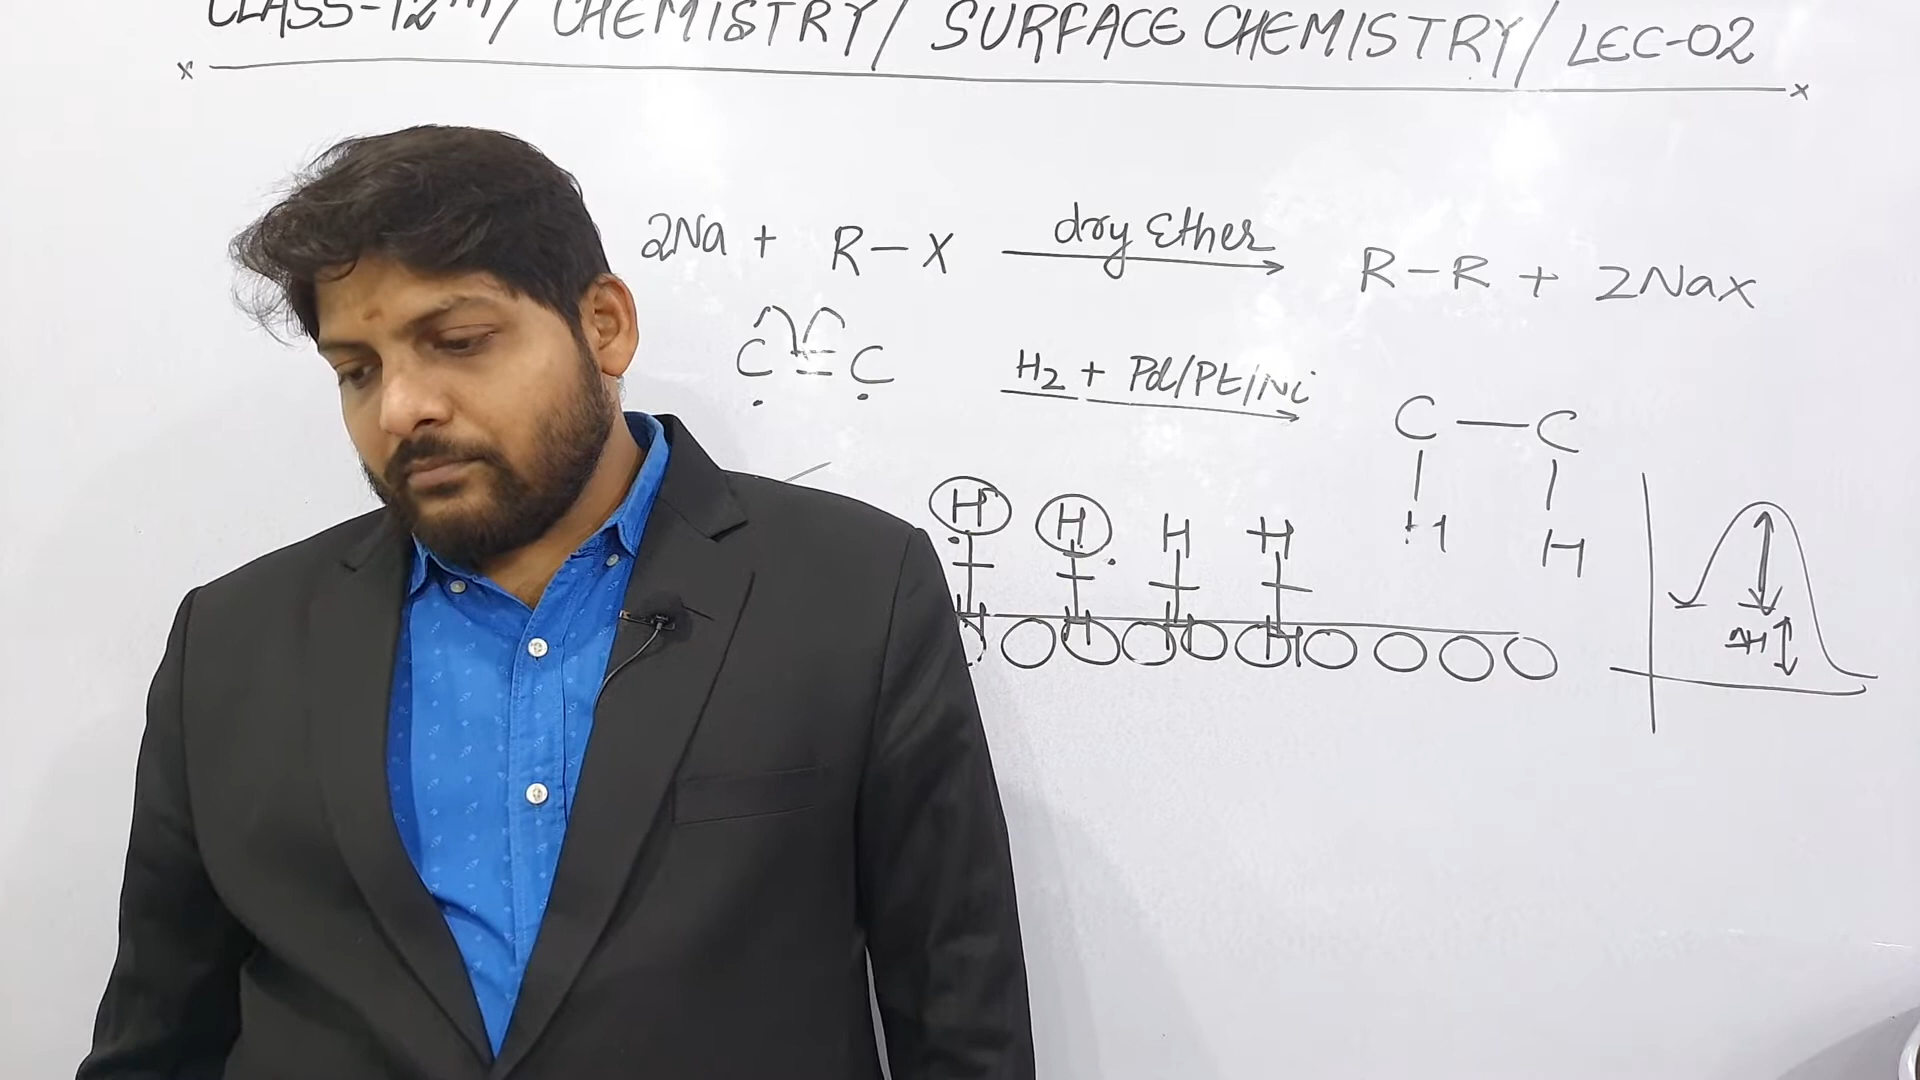 CLASS-12th/ CHEMISTRY/ SURFACE CHEMISTRY/ LEC-02
2Na + R-X dry Ether R-R + 2NaX
C=C H2 + Pd/Pt/Ni C-C
H H
H H H H
H H H H